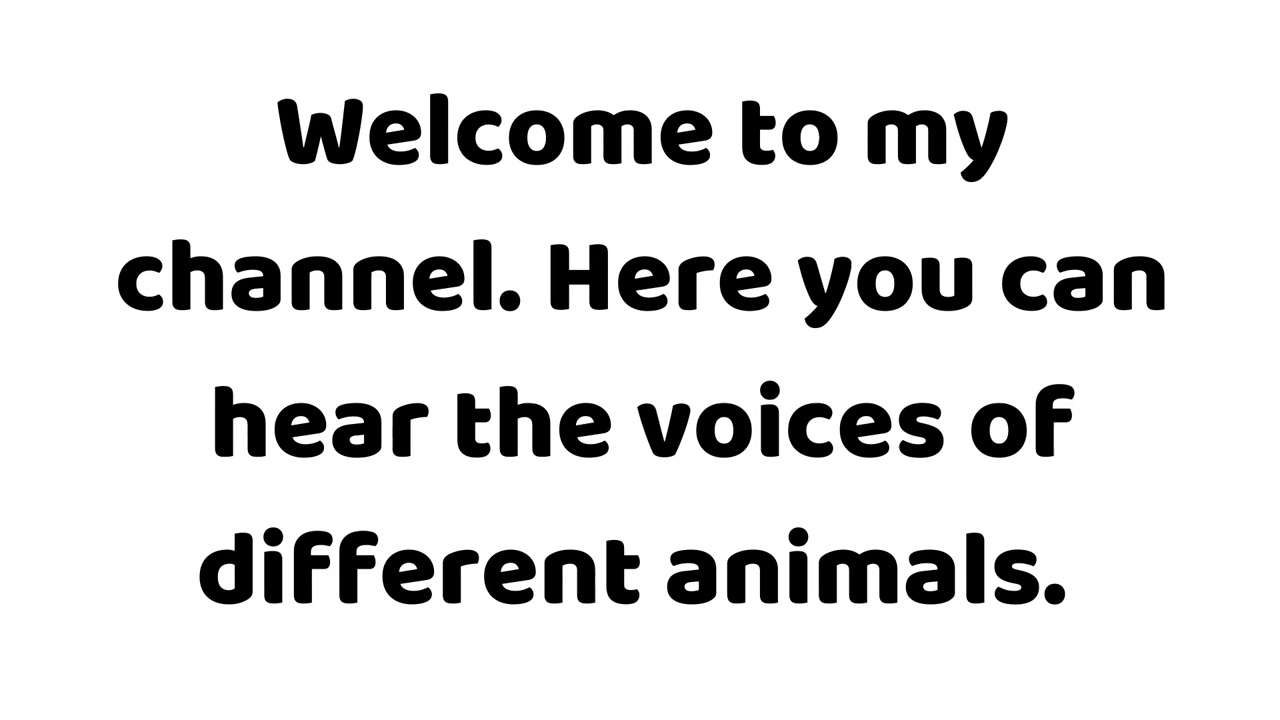 Welcome to my
channel. Here you can
hear the voices of
different animals.